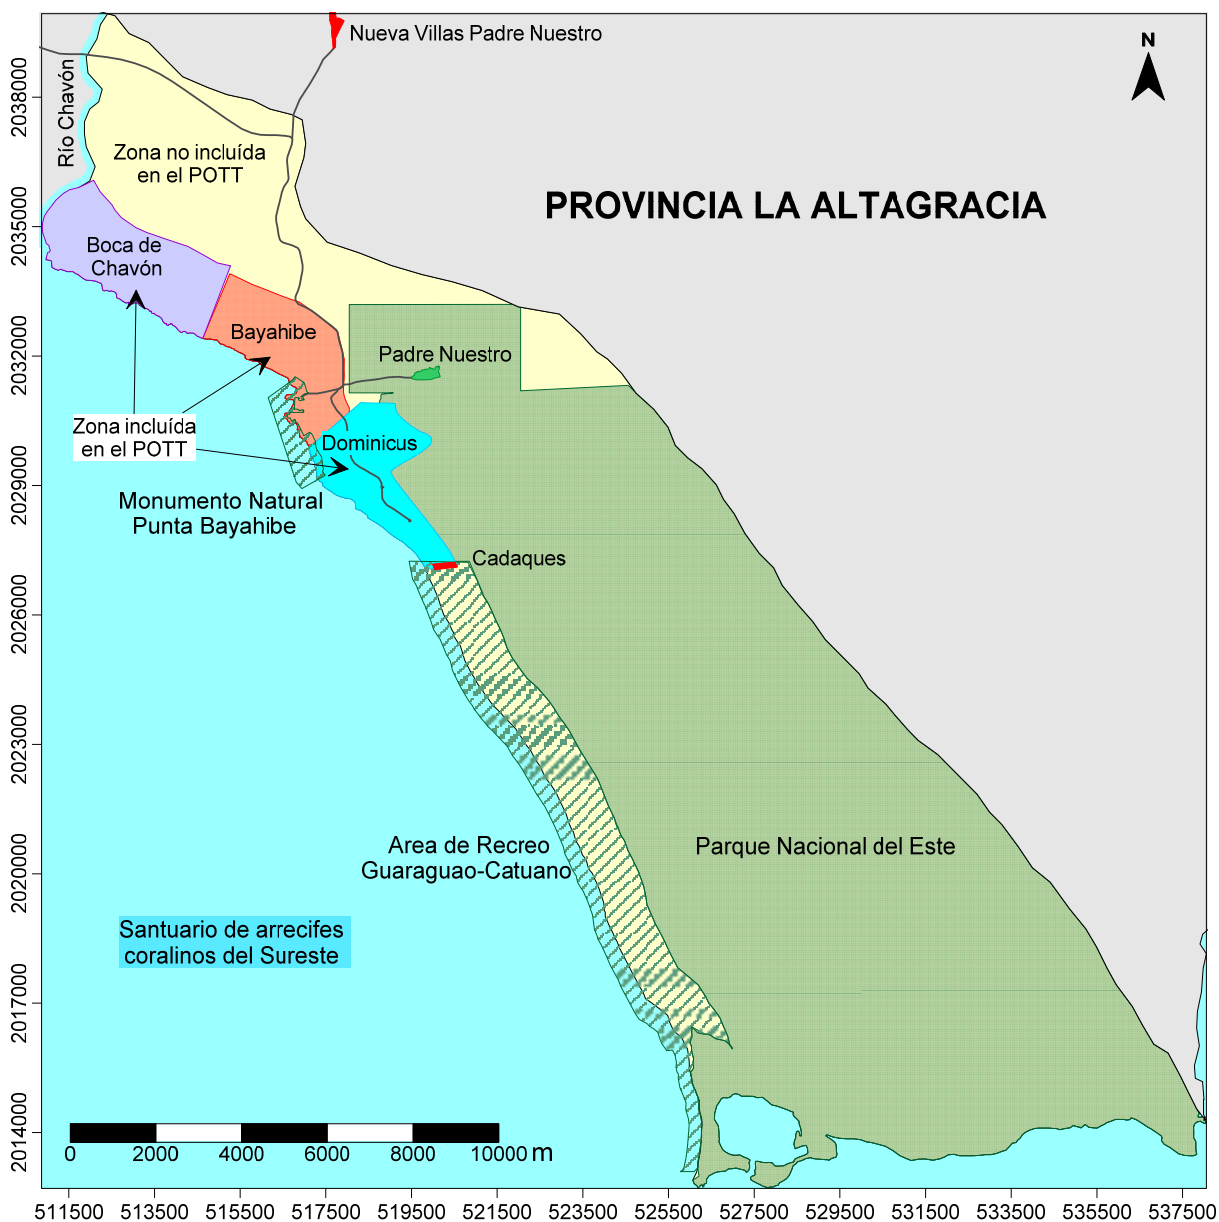 Nueva Villas Padre Nuestro
N
Río Chavón
Zona no incluída
en el POTT
PROVINCIA LA ALTAGRACIA
Boca de
Chavón
Bayahibe
Padre Nuestro
Zona incluída
en el POTT
Dominicus
Monumento Natural
Punta Bayahibe
Cadaques
Area de Recreo
Guaraguao-Catuano
Parque Nacional del Este
Santuario de arrecifes
coralinos del Sureste
0 2000 4000 6000 8000 10000 m
2038000
2035000
2032000
2029000
2026000
2023000
2020000
2017000
2014000
511500 513500 515500 517500 519500 521500 523500 525500 527500 529500 531500 533500 535500 537500